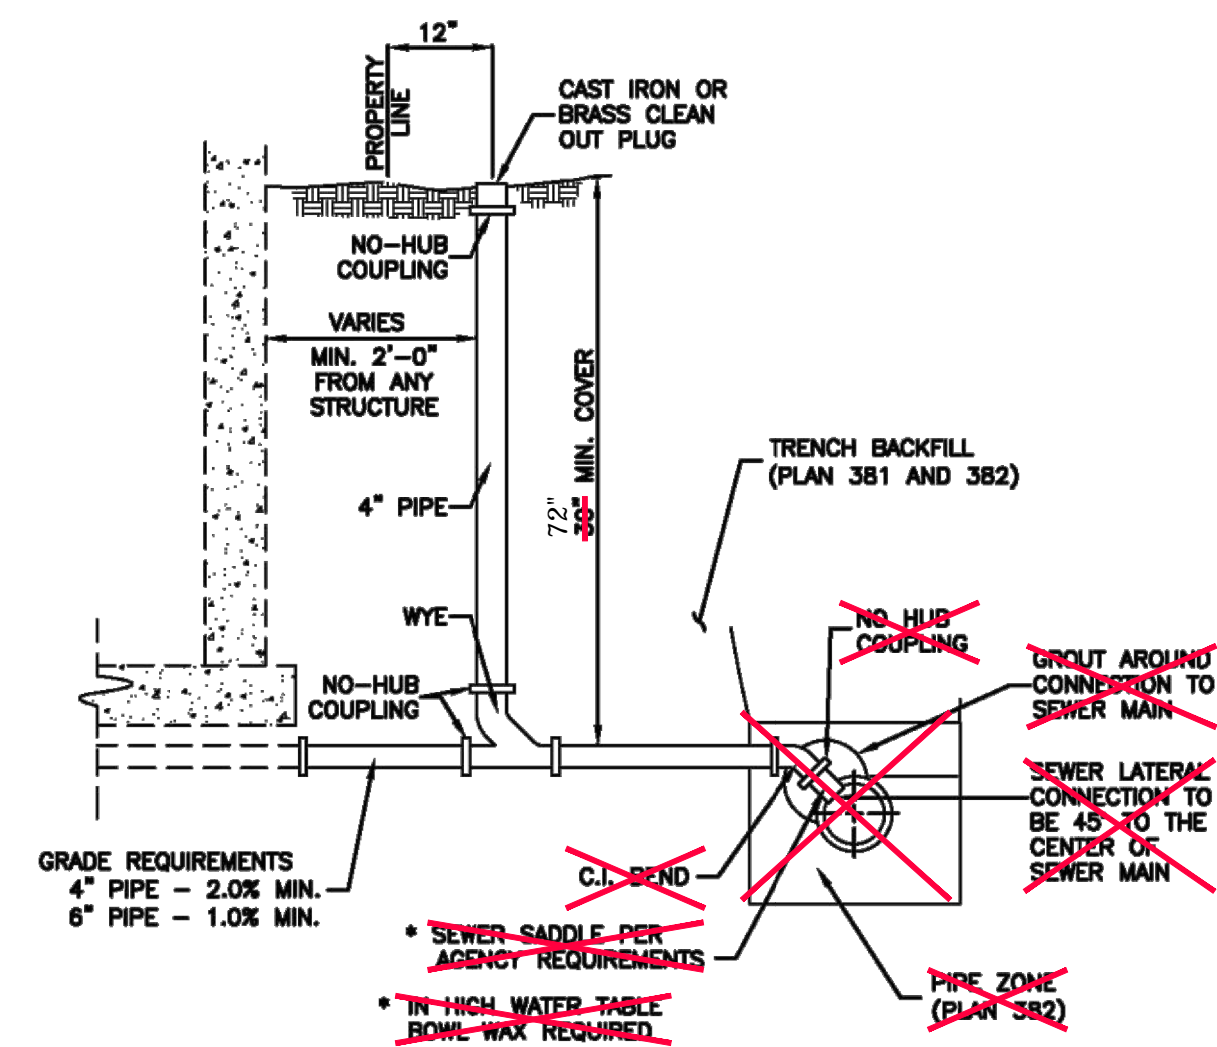 12"
PROPERTY
LINE
CAST IRON OR
BRASS CLEAN
OUT PLUG
NO-HUB
COUPLING
VARIES
MIN. 2'-0"
FROM ANY
STRUCTURE
72" MIN. COVER
TRENCH BACKFILL
(PLAN 381 AND 382)
4" PIPE
WYE
NO HUB
COUPLING
GROUT AROUND
CONNECTION TO
SEWER MAIN
NO-HUB
COUPLING
SEWER LATERAL
CONNECTION TO
BE 45° TO THE
CENTER OF
SEWER MAIN
GRADE REQUIREMENTS
4" PIPE - 2.0% MIN.
6" PIPE - 1.0% MIN.
C.I. BEND
* SEWER SADDLE PER
AGENCY REQUIREMENTS
* IN HIGH WATER TABLE
BOWL WAX REQUIRED
PIPE ZONE
(PLAN 382)